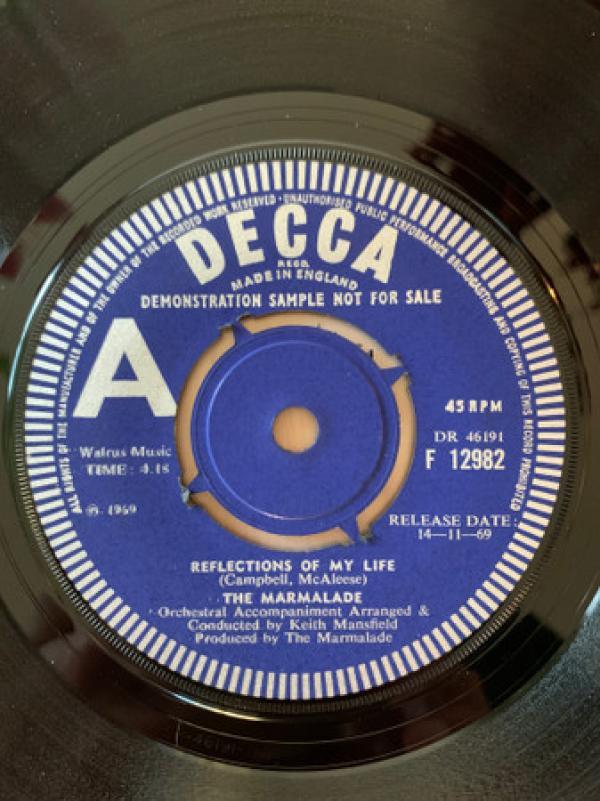 ALL RIGHTS OF THE MANUFACTURER AND OF THE OWNER OF THE RECORDED WORK RESERVED · UNAUTHORISED PUBLIC PERFORMANCE BROADCASTING AND COPYING OF THIS RECORD PROHIBITED
DECCA
REGD.
MADE IN ENGLAND
DEMONSTRATION SAMPLE NOT FOR SALE
A
45 RPM
Walrus Music
TIME: 4.18
DR 46191
F 12982
℗ 1969
RELEASE DATE:
14—11—69
REFLECTIONS OF MY LIFE
(Campbell, McAleese)
THE MARMALADE
Orchestral Accompaniment Arranged &
Conducted by Keith Mansfield
Produced by The Marmalade